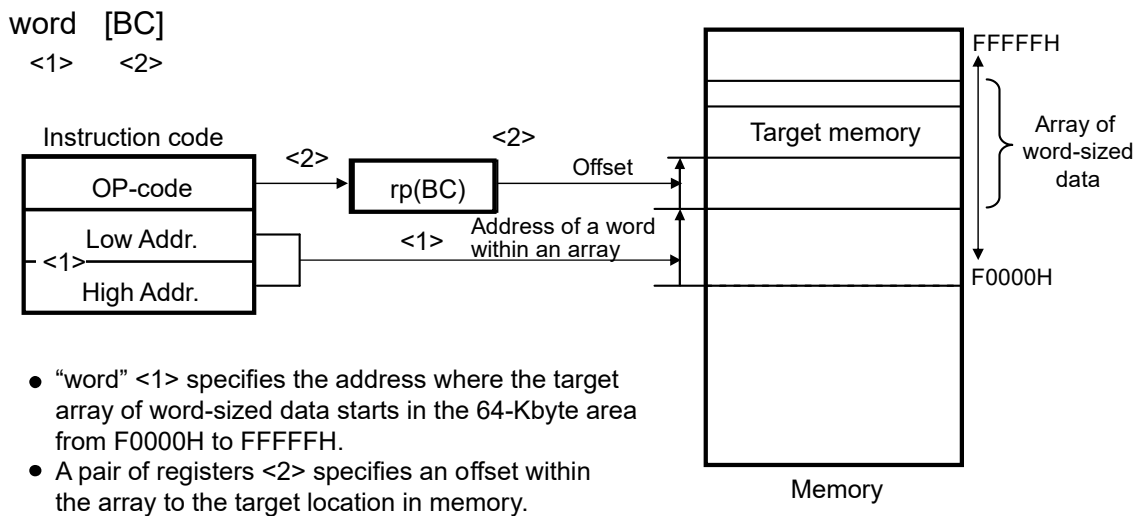 word [BC]
<1> <2>
Instruction code
OP-code
Low Addr.
<1>
High Addr.
<2>
rp(BC)
<2>
Offset
<1>
Address of a word
within an array
Target memory
FFFFFH
Array of
word-sized
data
F0000H
Memory
● “word” <1> specifies the address where the target
array of word-sized data starts in the 64-Kbyte area
from F0000H to FFFFFH.
● A pair of registers <2> specifies an offset within
the array to the target location in memory.